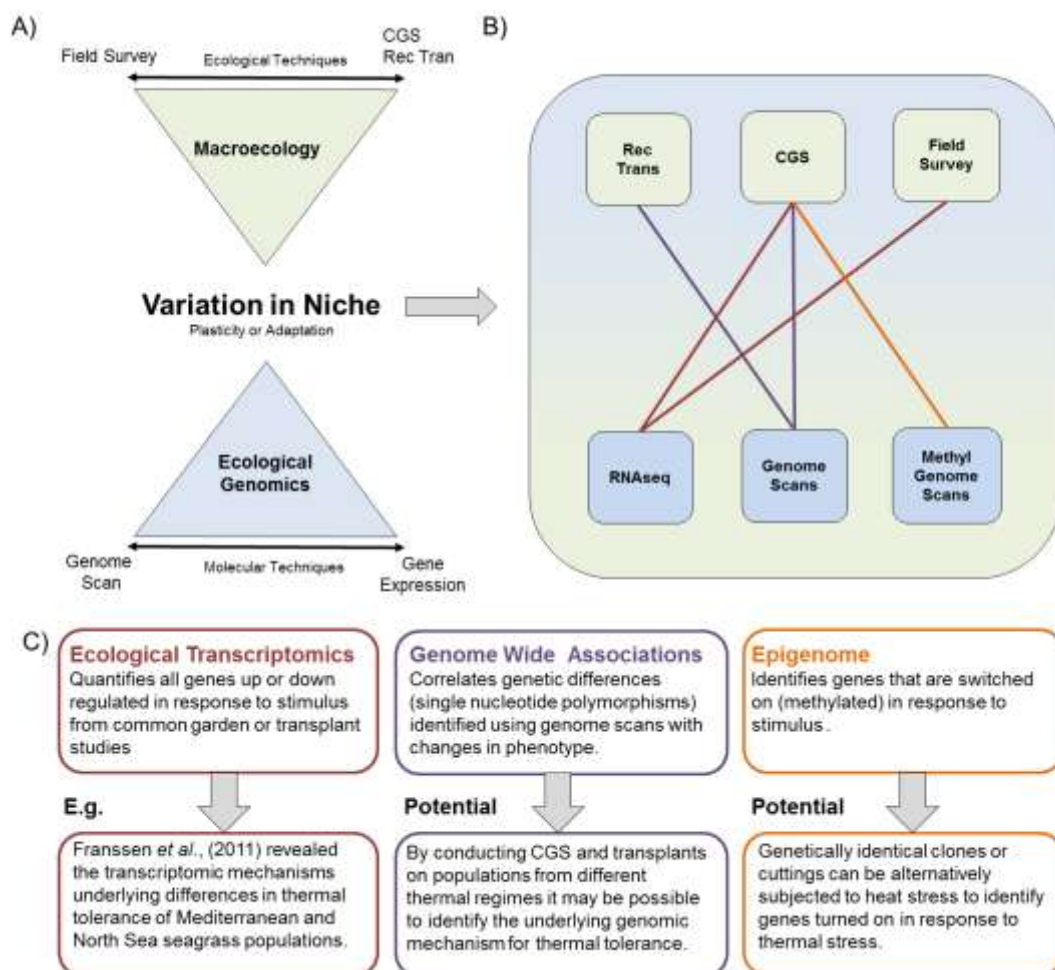 A)
Field Survey
Ecological Techniques
CGS
Rec Tran
Macroecology
Variation in Niche
Plasticity or Adaptation
Ecological
Genomics
Genome
Scan
Molecular Techniques
Gene
Expression
B)
Rec
Trans
CGS
Field
Survey
RNAseq
Genome
Scans
Methyl
Genome
Scans
C)
Ecological Transcriptomics
Quantifies all genes up or down
regulated in response to stimulus
from common garden or transplant
studies
E.g.
Franssen et al., (2011) revealed
the transcriptomic mechanisms
underlying differences in thermal
tolerance of Mediterranean and
North Sea seagrass populations.
Genome Wide Associations
Correlates genetic differences
(single nucleotide polymorphisms)
identified using genome scans with
changes in phenotype.
Potential
By conducting CGS and transplants
on populations from different
thermal regimes it may be possible
to identify the underlying genomic
mechanism for thermal tolerance.
Epigenome
Identifies genes that are switched
on (methylated) in response to
stimulus.
Potential
Genetically identical clones or
cuttings can be alternatively
subjected to heat stress to identify
genes turned on in response to
thermal stress.